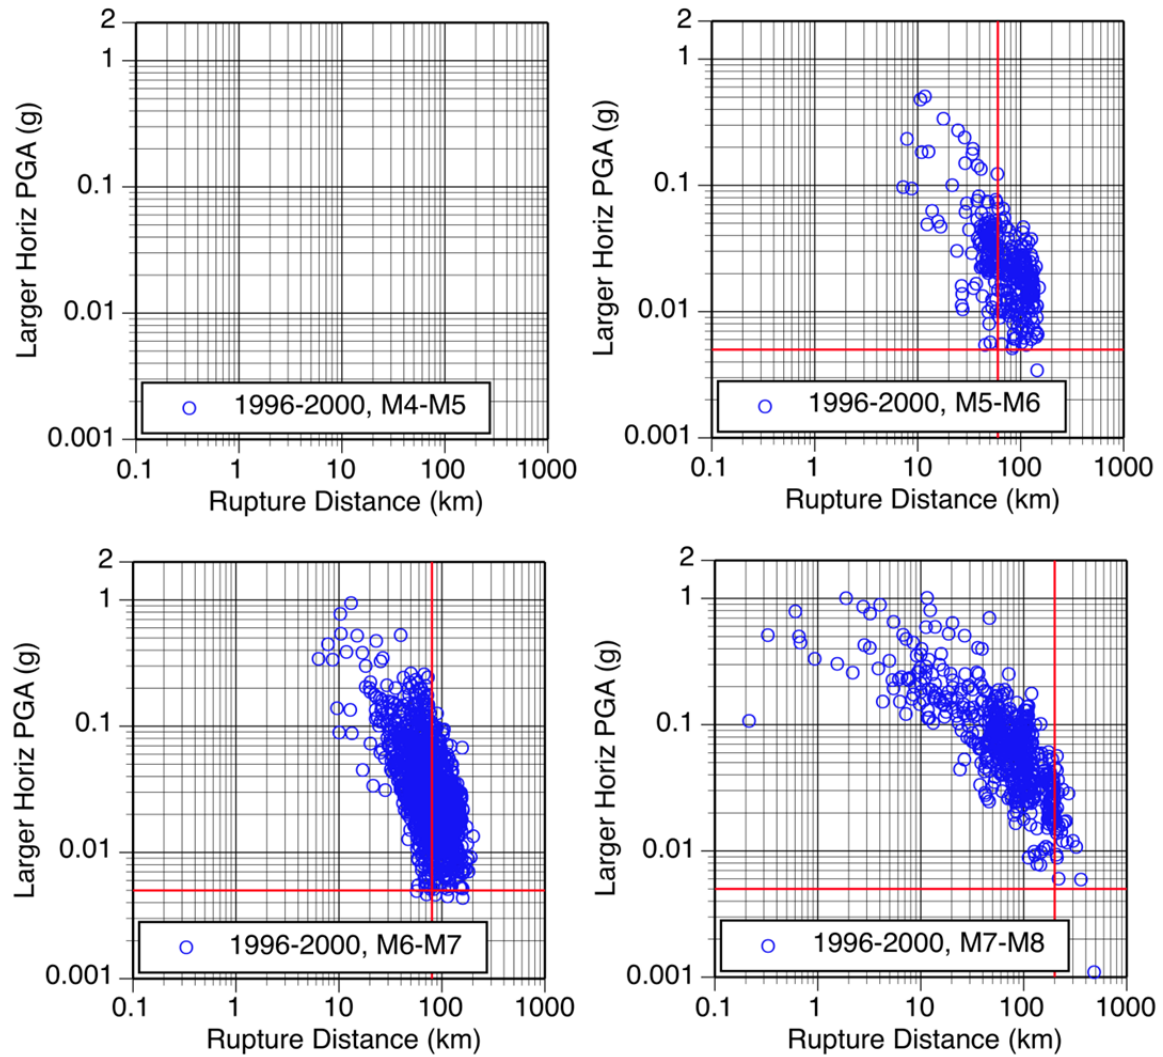 2
1
0.1
0.01
0.001
Larger Horiz PGA (g)
1996-2000, M4-M5
0.1 1 10 100 1000
Rupture Distance (km)
2
1
0.1
0.01
0.001
Larger Horiz PGA (g)
1996-2000, M5-M6
0.1 1 10 100 1000
Rupture Distance (km)
2
1
0.1
0.01
0.001
Larger Horiz PGA (g)
1996-2000, M6-M7
0.1 1 10 100 1000
Rupture Distance (km)
2
1
0.1
0.01
0.001
Larger Horiz PGA (g)
1996-2000, M7-M8
0.1 1 10 100 1000
Rupture Distance (km)